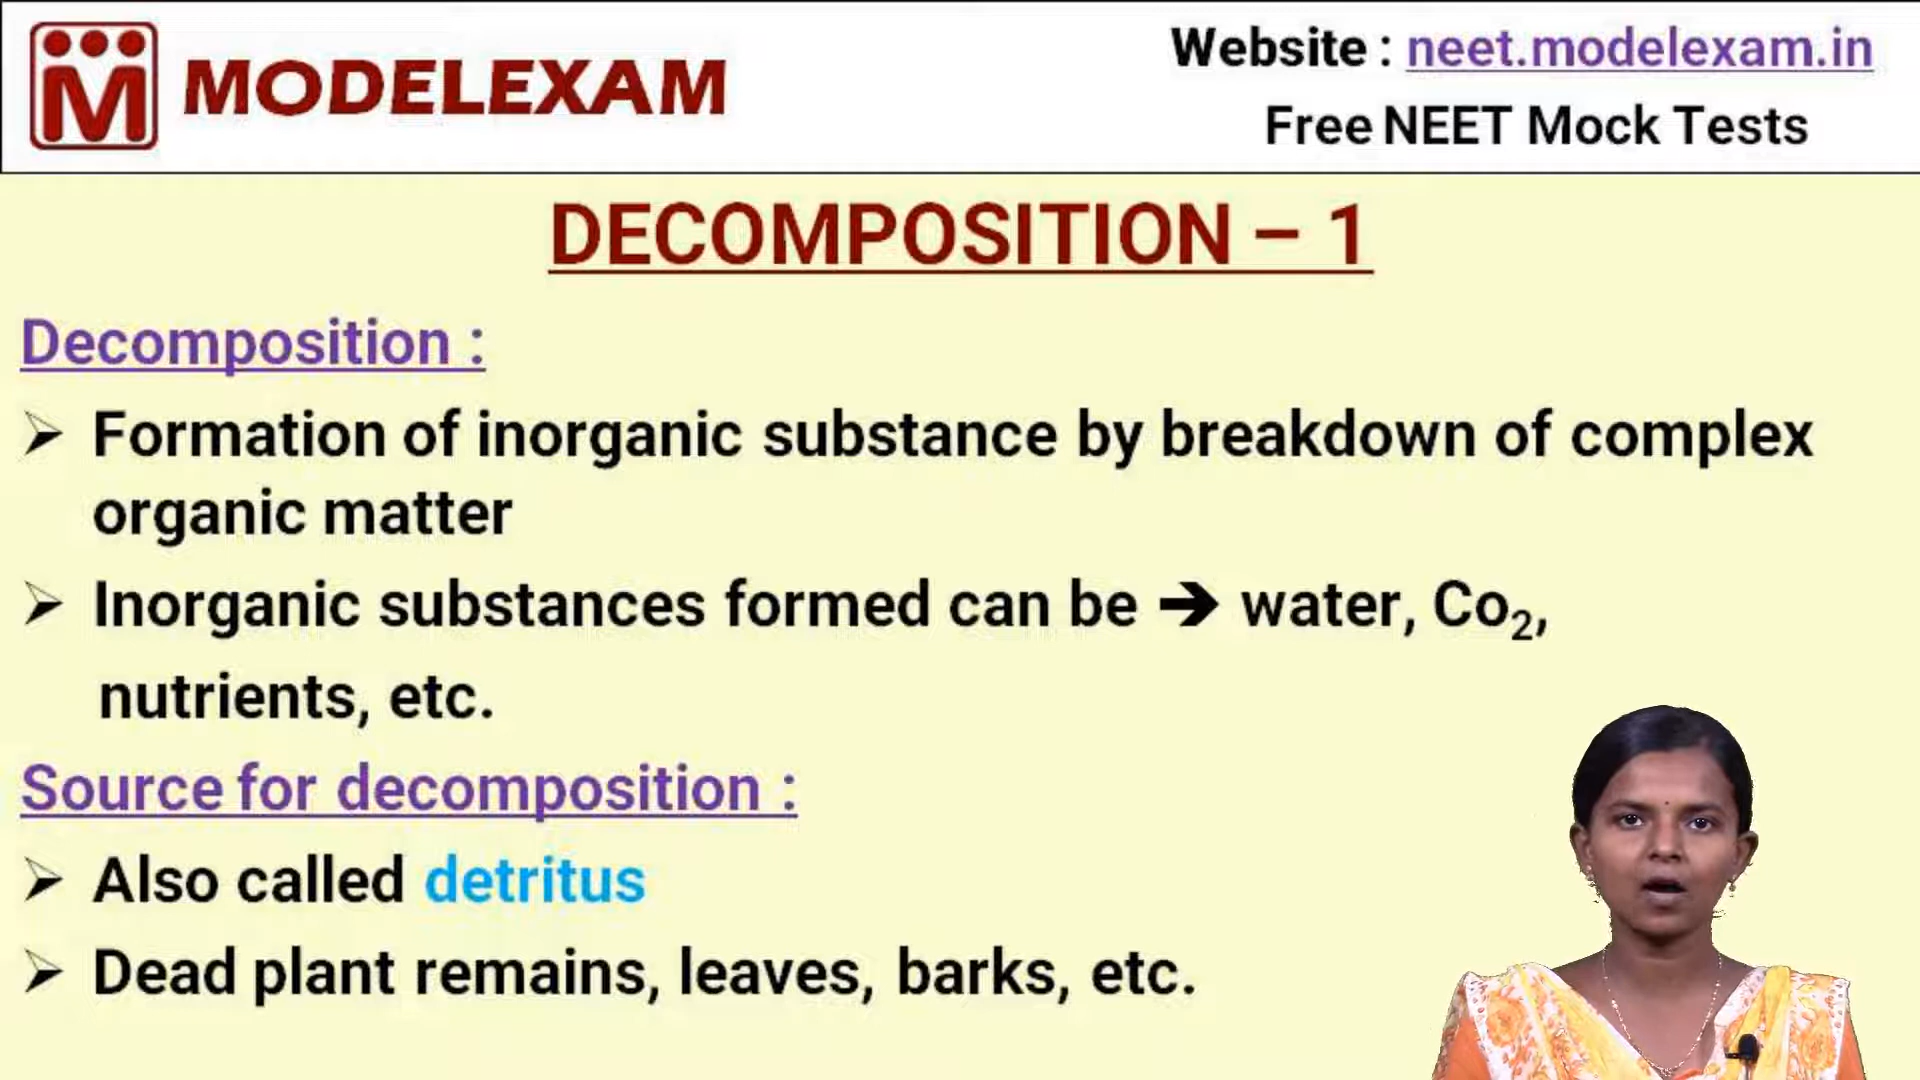 MODELEXAM
Website : neet.modelexam.in
Free NEET Mock Tests
DECOMPOSITION – 1
Decomposition :
➢ Formation of inorganic substance by breakdown of complex
organic matter
➢ Inorganic substances formed can be ➔ water, Co₂,
nutrients, etc.
Source for decomposition :
➢ Also called detritus
➢ Dead plant remains, leaves, barks, etc.